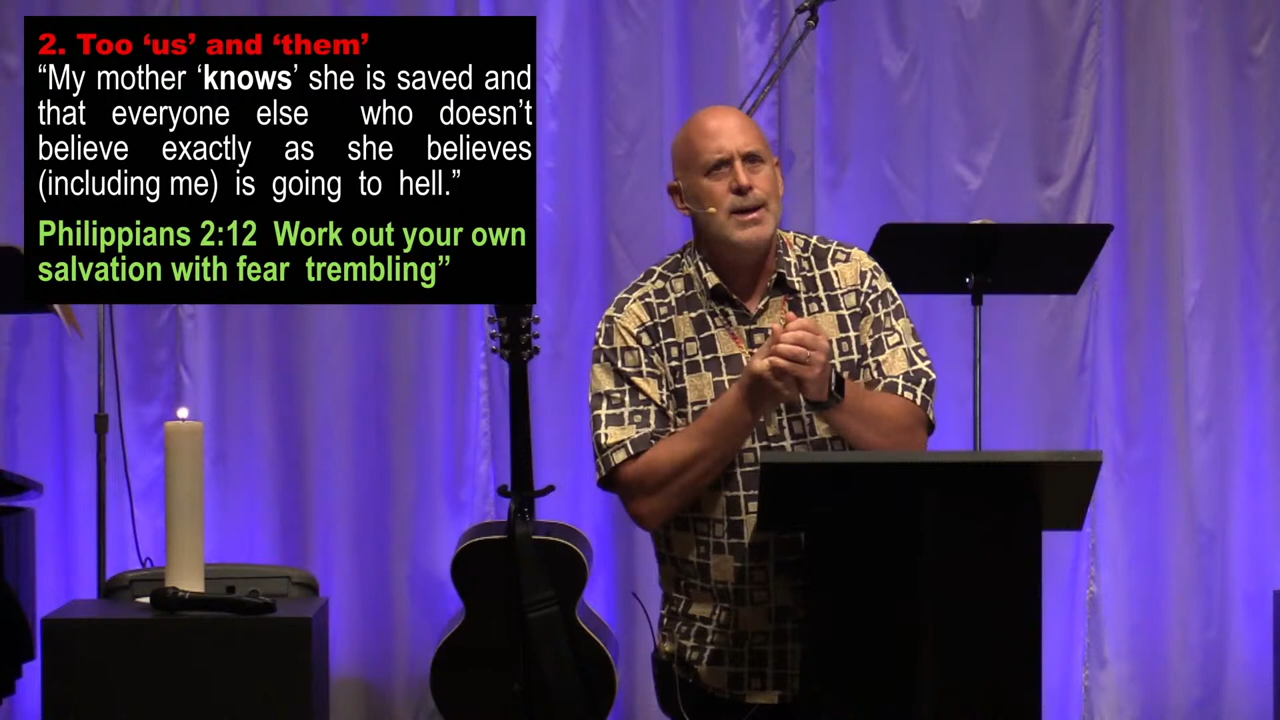 2. Too ‘us’ and ‘them’
“My mother ‘knows’ she is saved and
that everyone else who doesn’t
believe exactly as she believes
(including me) is going to hell.”
Philippians 2:12 Work out your own
salvation with fear trembling”